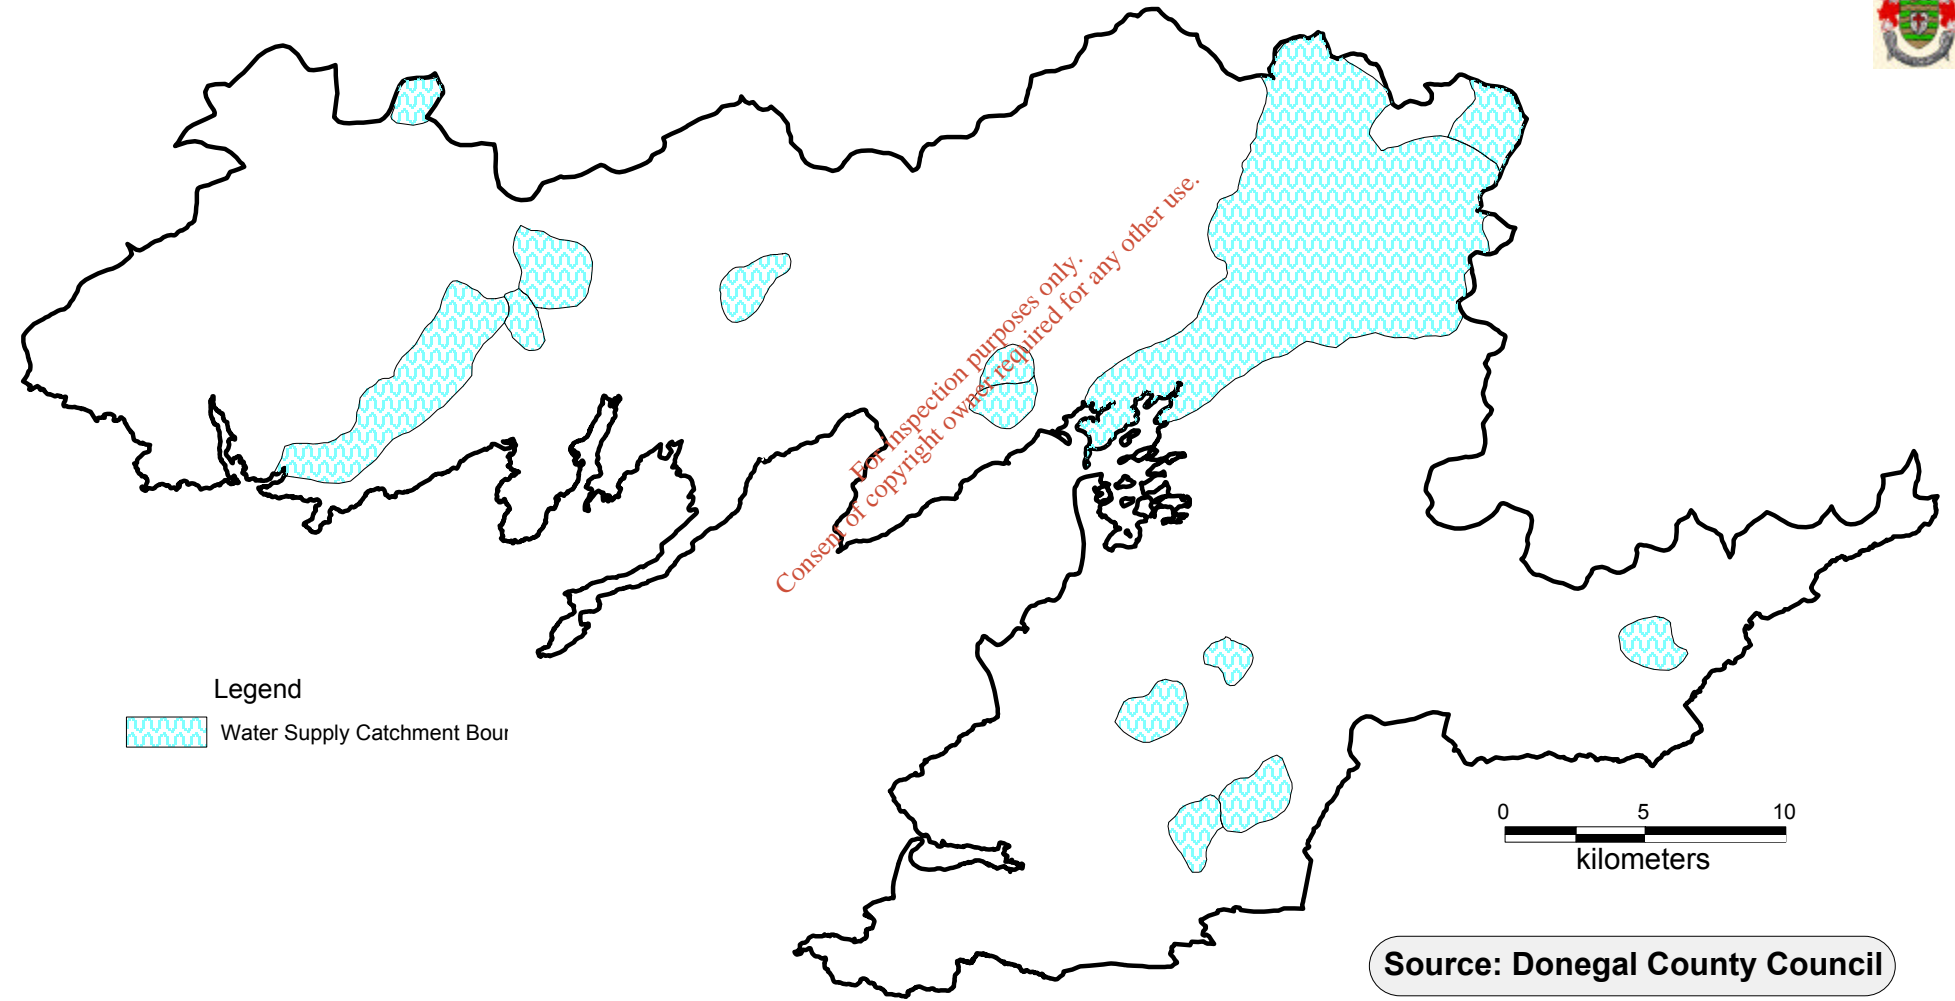 For inspection purposes only.
Consent of copyright owner required for any other use.
Legend
Water Supply Catchment Bour
0 5 10
kilometers
Source: Donegal County Council